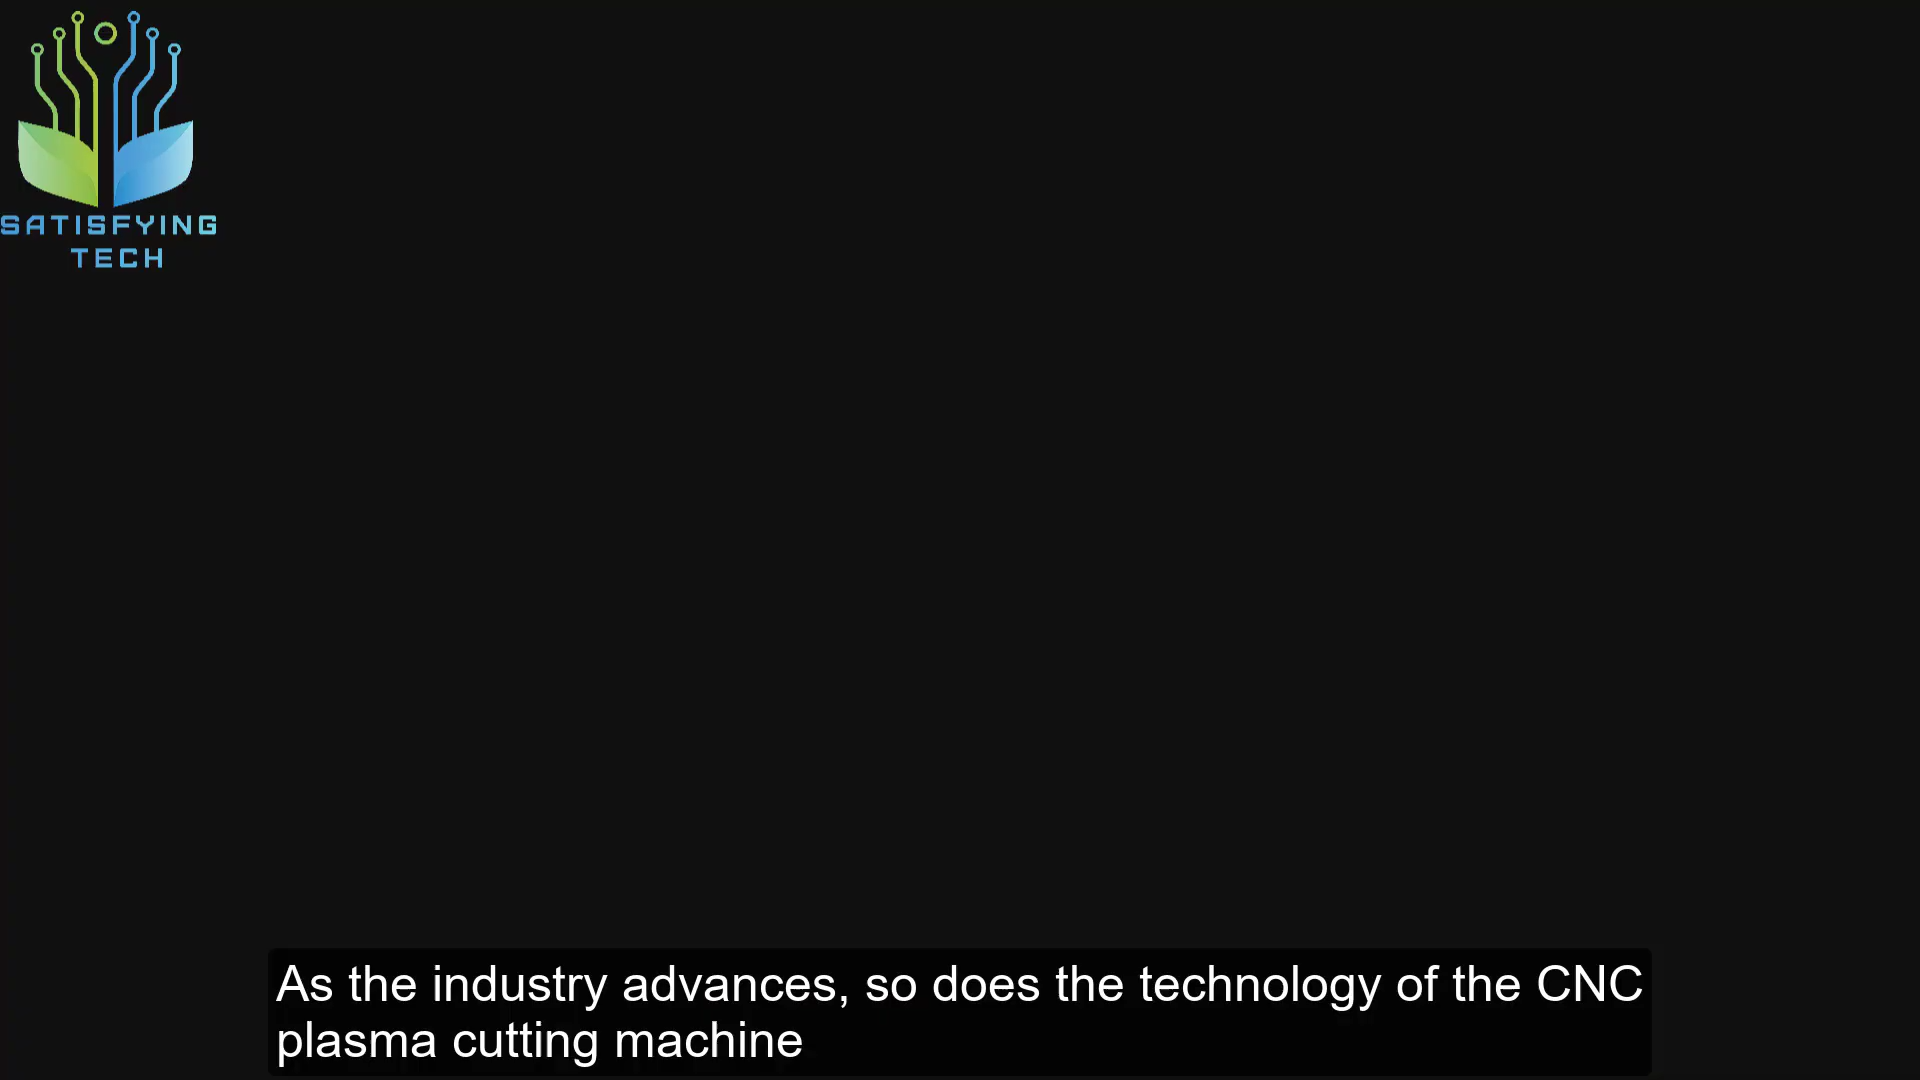 SATISFYING
TECH
As the industry advances, so does the technology of the CNC
plasma cutting machine